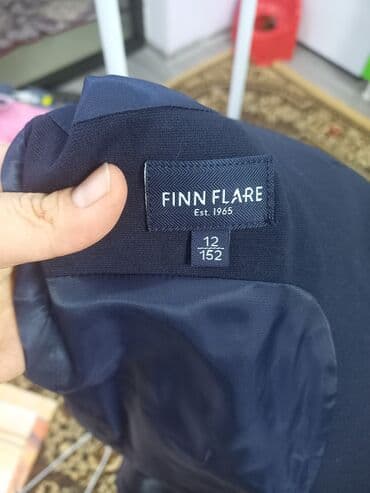 FINN FLARE
Est. 1965
12
152